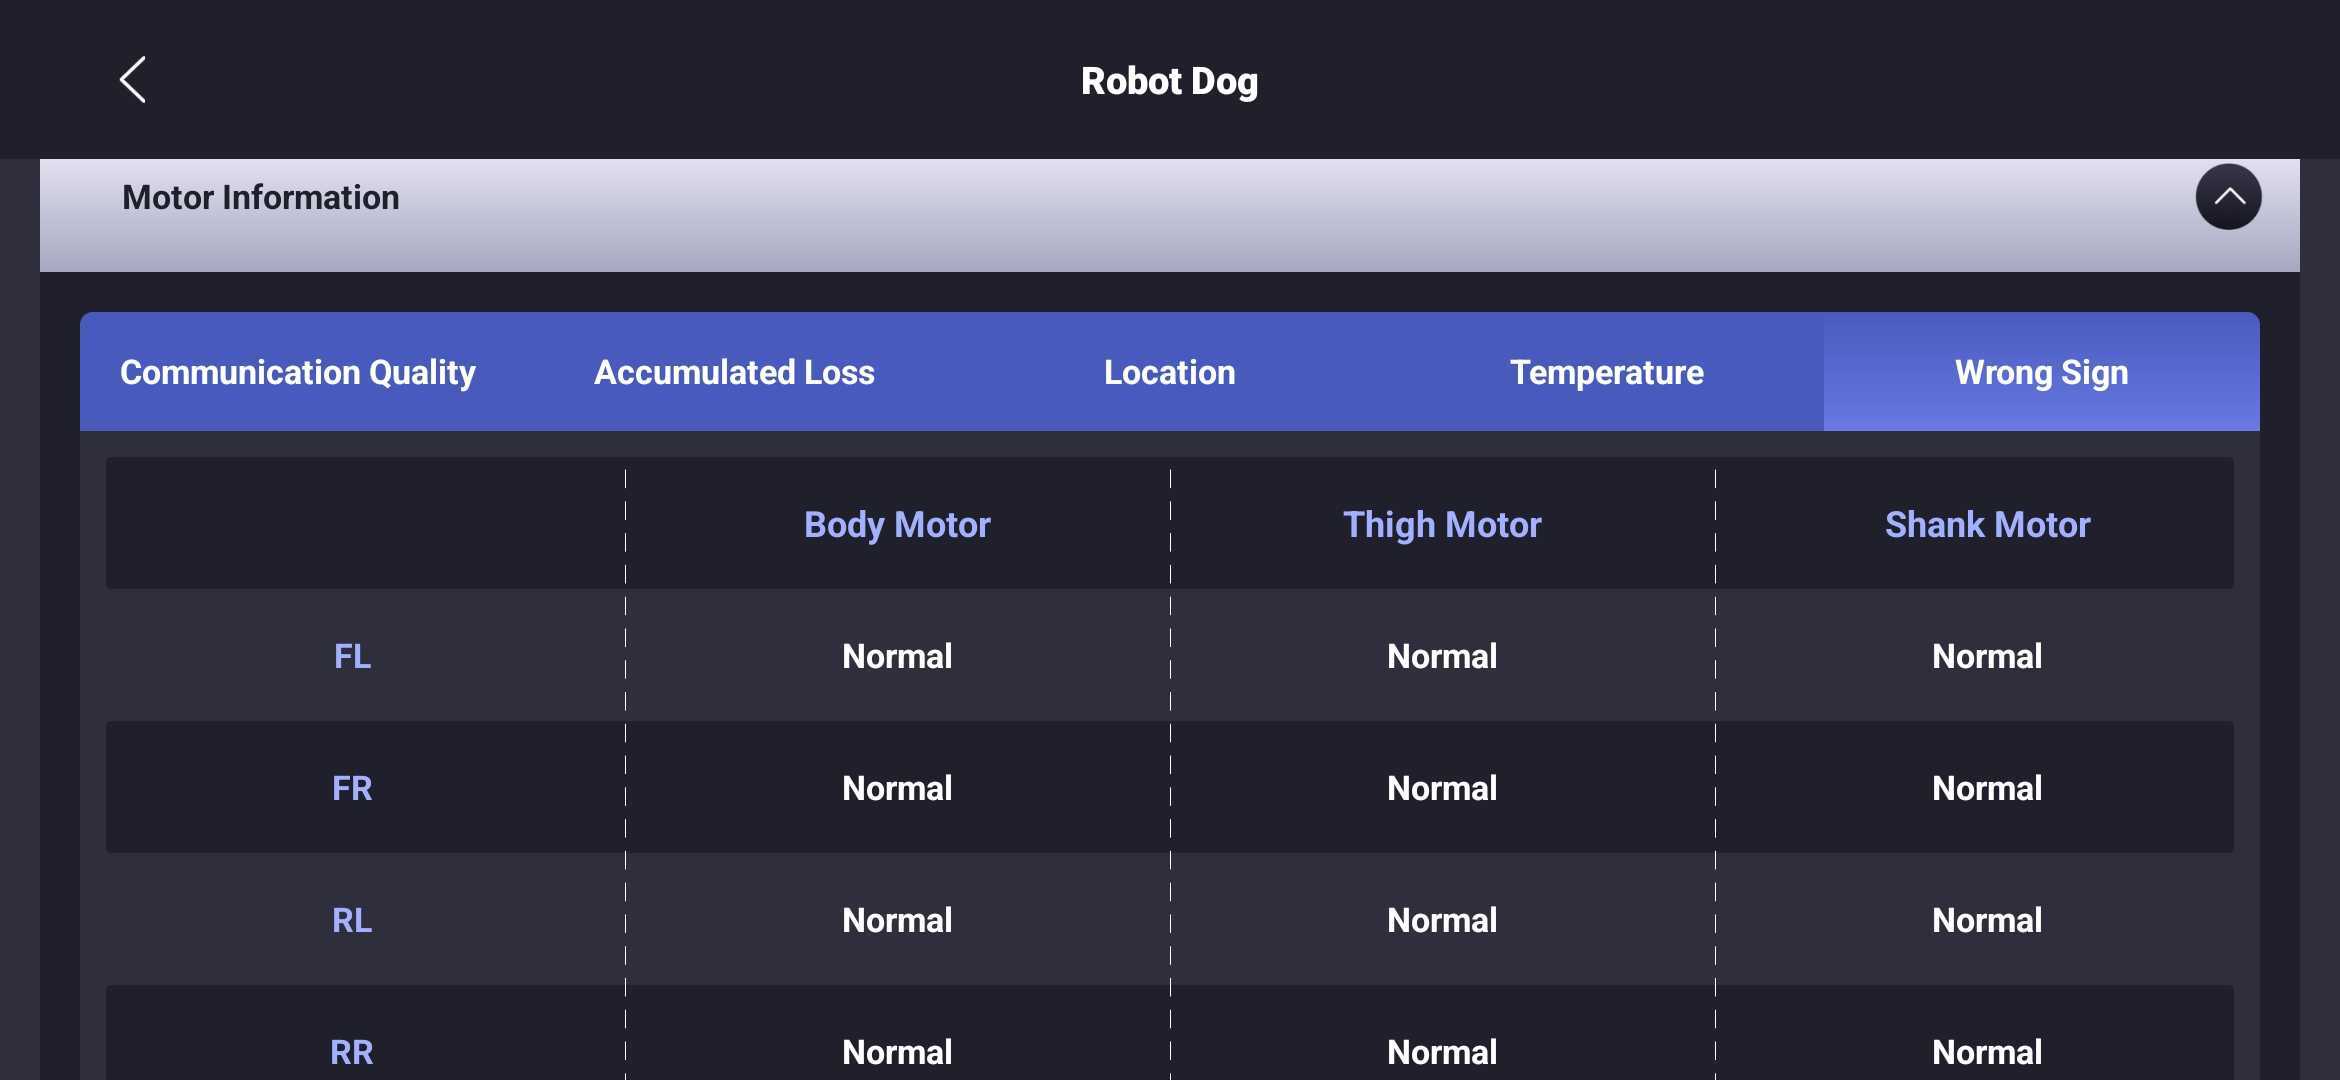 Robot Dog
Motor Information
Communication Quality Accumulated Loss Location Temperature Wrong Sign
Body Motor Thigh Motor Shank Motor
FL Normal Normal Normal
FR Normal Normal Normal
RL Normal Normal Normal
RR Normal Normal Normal